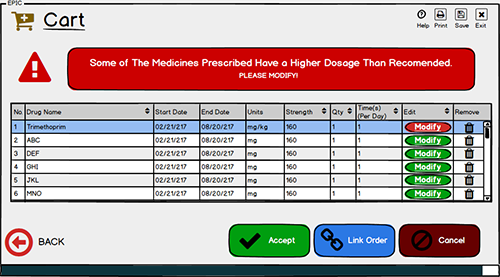 EPIC
Cart
Help Print Save Exit
Some of The Medicines Prescribed Have a Higher Dosage Than Recomended.
PLEASE MODIFY!
No. Drug Name Start Date End Date Units Strength Qty Time(s) (Per Day) Edit Remove
1 Trimethoprim 02/21/217 08/20/217 mg/kg 160 1 1 Modify
2 ABC 02/21/217 08/20/217 mg 160 1 1 Modify
3 DEF 02/21/217 08/20/217 mg 160 1 1 Modify
4 GHI 02/21/217 08/20/217 mg 160 1 1 Modify
5 JKL 02/21/217 08/20/217 mg 160 1 1 Modify
6 MNO 02/21/217 08/20/217 mg 160 1 1 Modify
BACK Accept Link Order Cancel